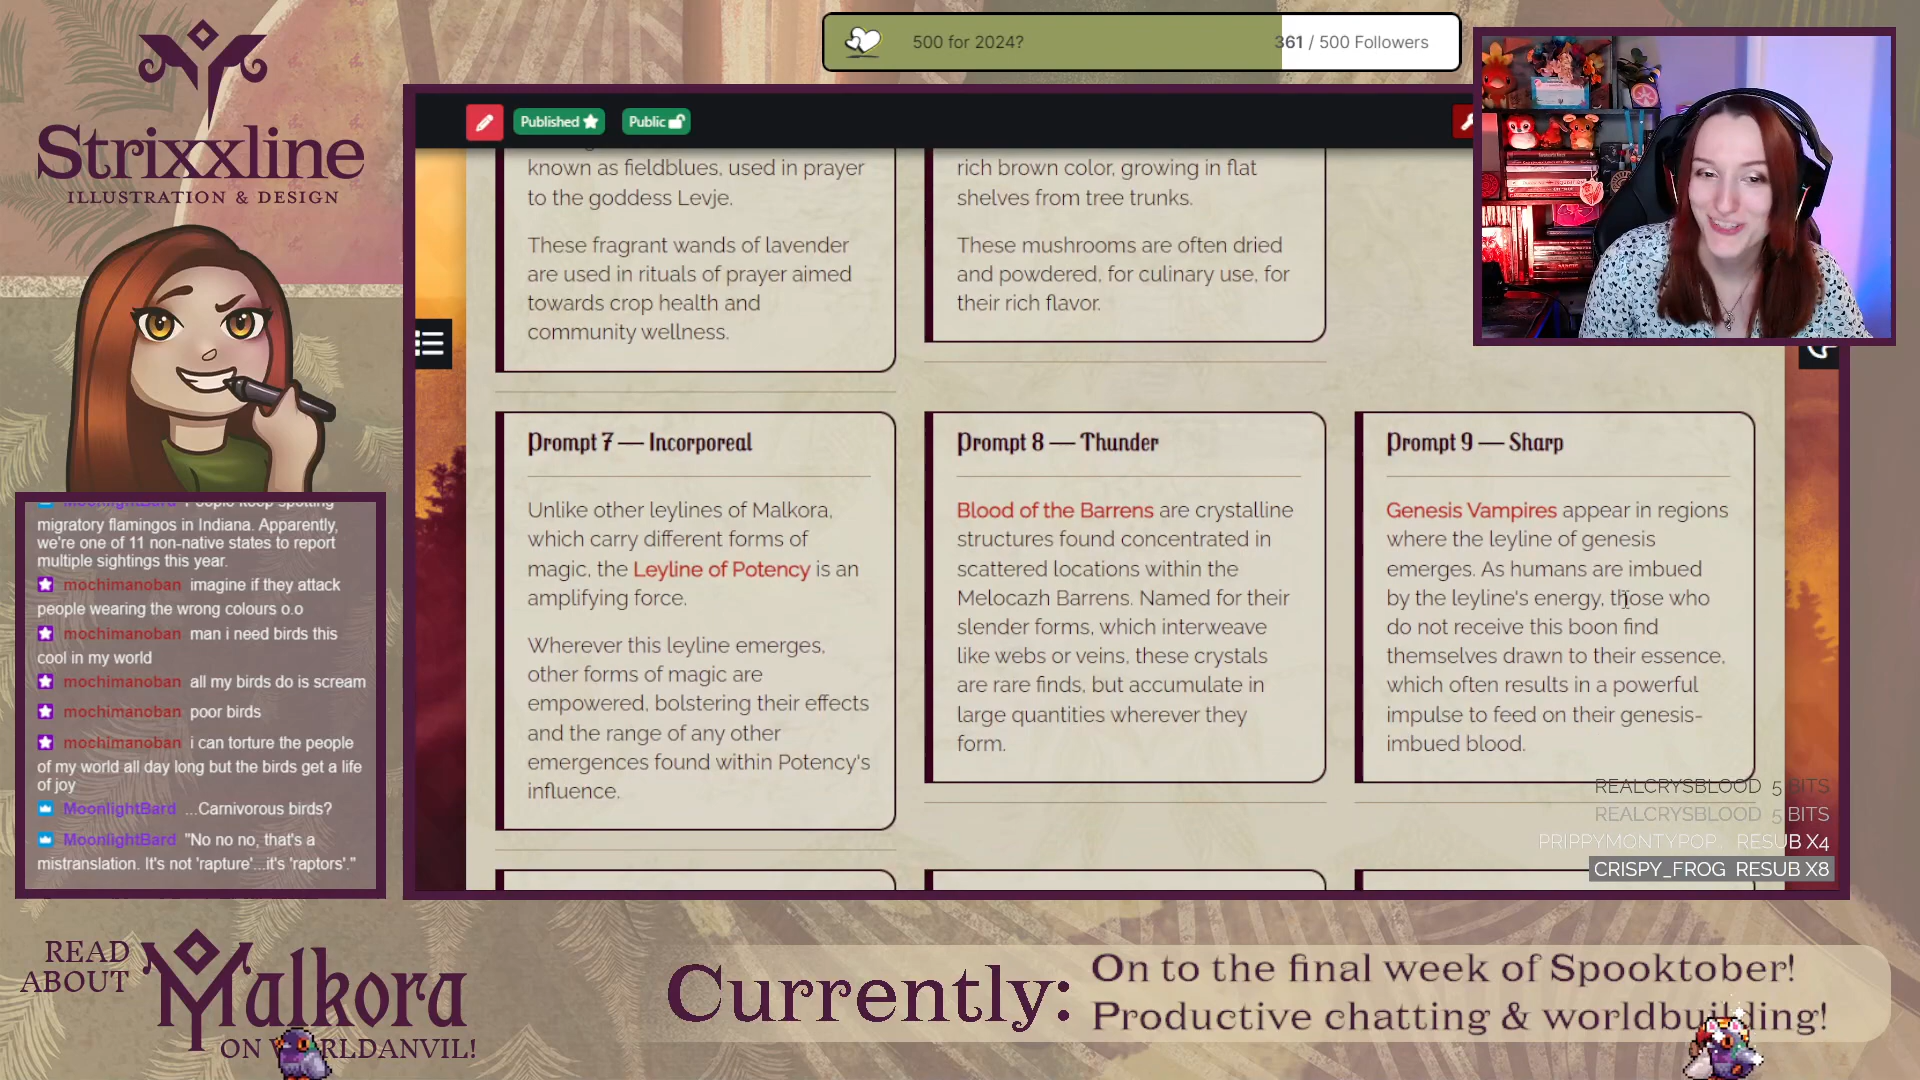 Strixxline
ILLUSTRATION & DESIGN
500 for 2024?
361 / 500 Followers
Published
Public
known as fieldblues, used in prayer
to the goddess Levje.
These fragrant wands of lavender
are used in rituals of prayer aimed
towards crop health and
community wellness.
rich brown color, growing in flat
shelves from tree trunks.
These mushrooms are often dried
and powdered, for culinary use, for
their rich flavor.
Prompt 7 — Incorporeal
Unlike other leylines of Malkora,
which carry different forms of
magic, the Leyline of Potency is an
amplifying force.
Wherever this leyline emerges,
other forms of magic are
empowered, bolstering their effects
and the range of any other
emergences found within Potency's
influence.
Prompt 8 — Thunder
Blood of the Barrens are crystalline
structures found concentrated in
scattered locations within the
Melocazh Barrens. Named for their
slender forms, which interweave
like webs or veins, these crystals
are rare finds, but accumulate in
large quantities wherever they
form.
Prompt 9 — Sharp
Genesis Vampires appear in regions
where the leyline of genesis
emerges. As humans are imbued
by the leyline's energy, those who
do not receive this boon find
themselves drawn to their essence,
which often results in a powerful
impulse to feed on their genesis-
imbued blood.
REALCRYSBLOOD 5 BITS
REALCRYSBLOOD 5 BITS
PRIPPYMONTYPOP_ RESUB X4
CRISPY_FROG RESUB X8
MoonlightBard People keep spotting
migratory flamingos in Indiana. Apparently,
we're one of 11 non-native states to report
multiple sightings this year.
mochimanoban imagine if they attack
people wearing the wrong colours o.o
mochimanoban man i need birds this
cool in my world
mochimanoban all my birds do is scream
mochimanoban poor birds
mochimanoban i can torture the people
of my world all day long but the birds get a life
of joy
MoonlightBard ...Carnivorous birds?
MoonlightBard "No no no, that's a
mistranslation. It's not 'rapture'...it's 'raptors'."
READ
ABOUT
Malkora
ON WORLDANVIL!
Currently:
On to the final week of Spooktober!
Productive chatting & worldbuilding!